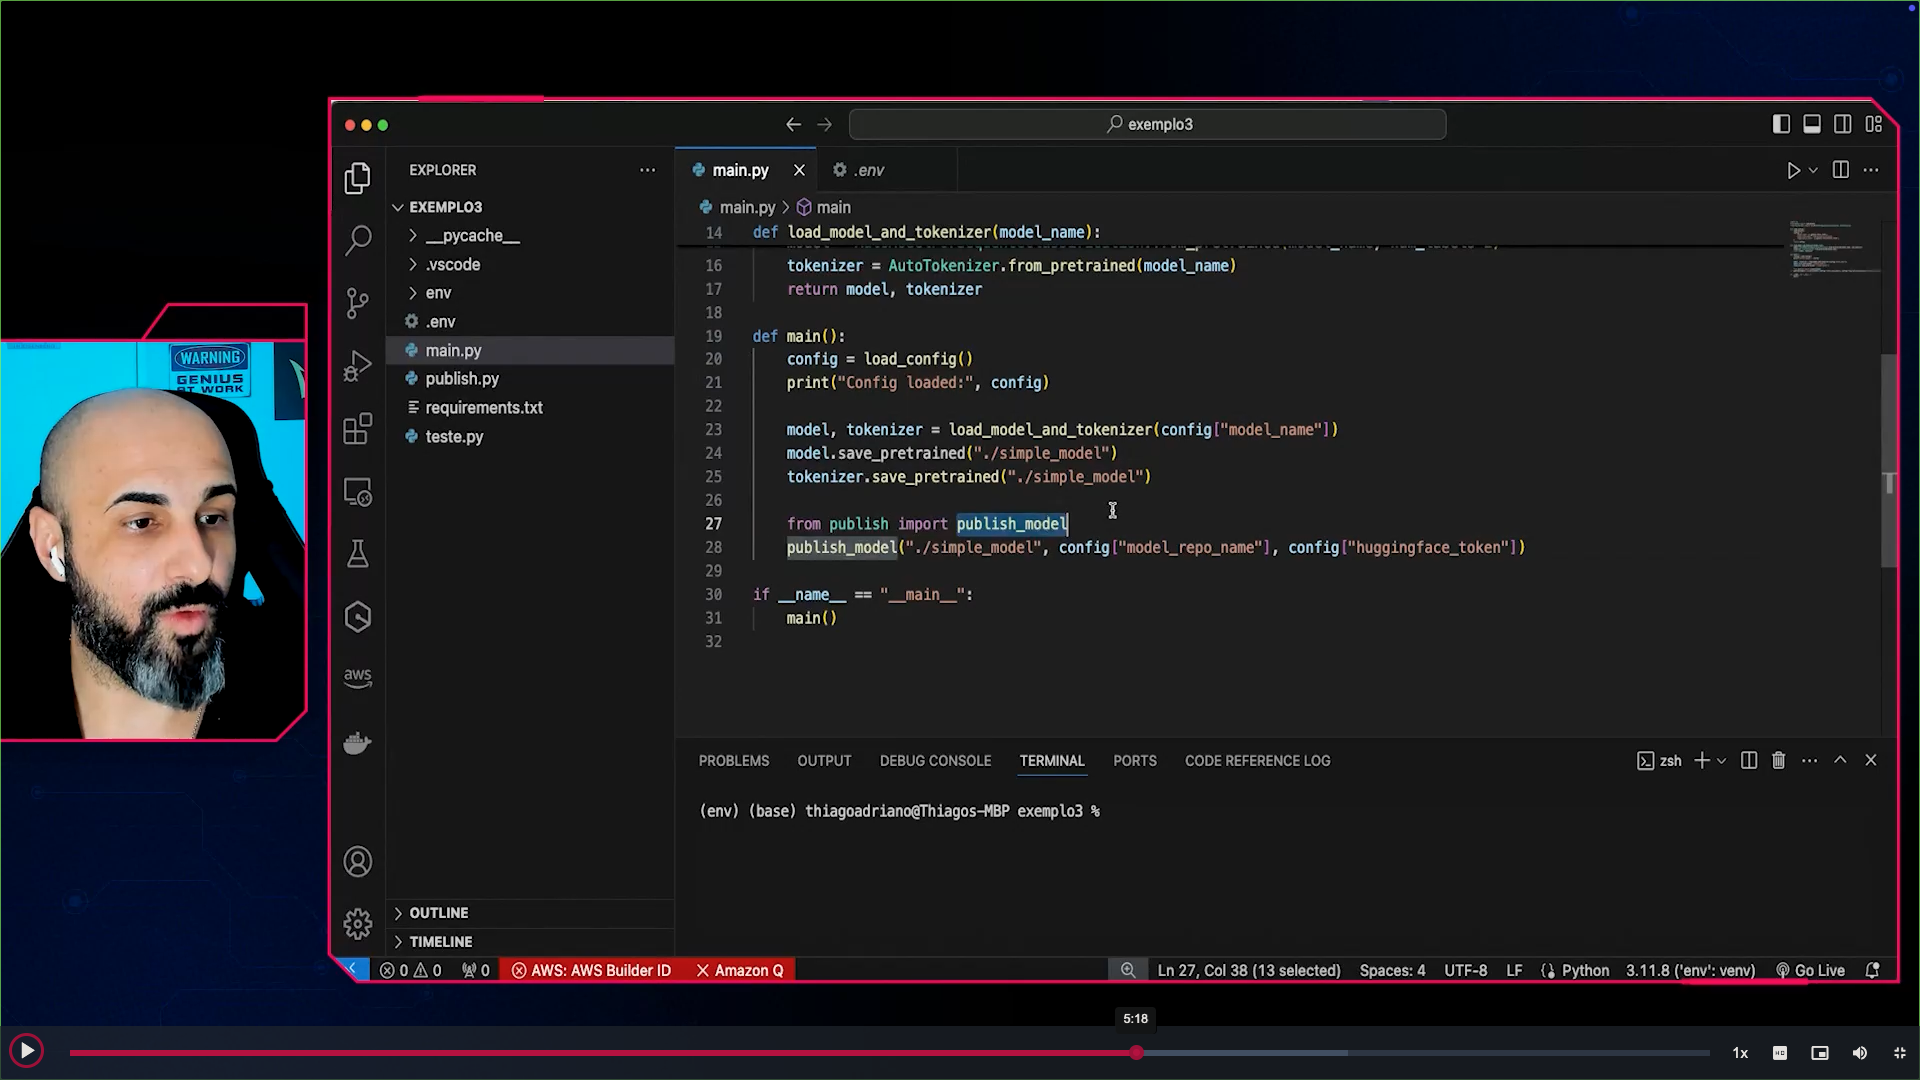 exemplo3
EXPLORER
EXEMPLO3
__pycache__
.vscode
env
.env
main.py
publish.py
requirements.txt
teste.py
OUTLINE
TIMELINE
main.py
.env
main.py > main
14 def load_model_and_tokenizer(model_name):
16 tokenizer = AutoTokenizer.from_pretrained(model_name)
17 return model, tokenizer
18
19 def main():
20 config = load_config()
21 print("Config loaded:", config)
22
23 model, tokenizer = load_model_and_tokenizer(config["model_name"])
24 model.save_pretrained("./simple_model")
25 tokenizer.save_pretrained("./simple_model")
26
27 from publish import publish_model
28 publish_model("./simple_model", config["model_repo_name"], config["huggingface_token"])
29
30 if __name__ == "__main__":
31 main()
32
PROBLEMS OUTPUT DEBUG CONSOLE TERMINAL PORTS CODE REFERENCE LOG
zsh
(env) (base) thiagoadriano@Thiagos-MBP exemplo3 %
aws
WARNING
GENIUS
AT WORK
0 0 0 AWS: AWS Builder ID Amazon Q Ln 27, Col 38 (13 selected) Spaces: 4 UTF-8 LF Python 3.11.8 ('env': venv) Go Live
5:18
1x